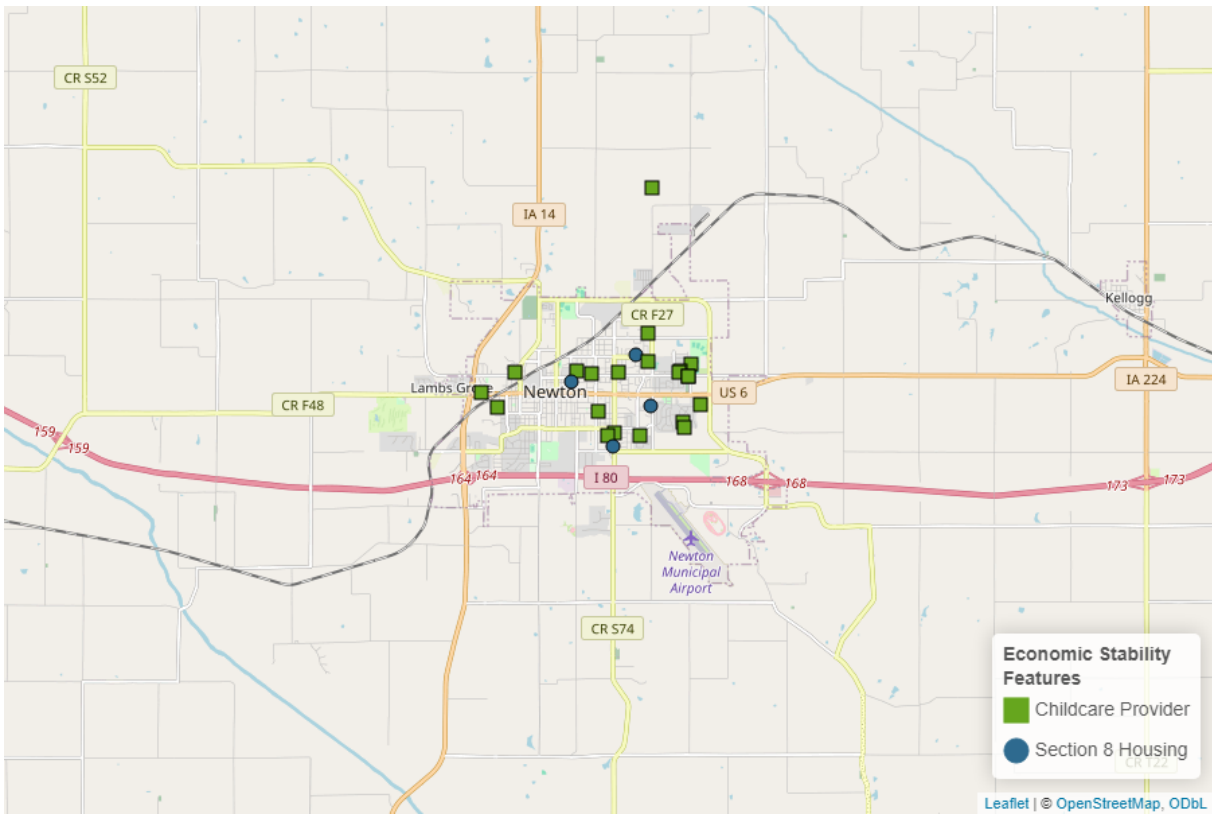 CR S52
IA 14
Kellogg
CR F27
IA 224
Lambs Grove
Newton
US 6
CR F48
159
159
164
164
I 80
168
168
173
173
Newton
Municipal
Airport
CR S74
Economic Stability
Features
Childcare Provider
Section 8 Housing
CR T22
Leaflet | © OpenStreetMap, ODbL